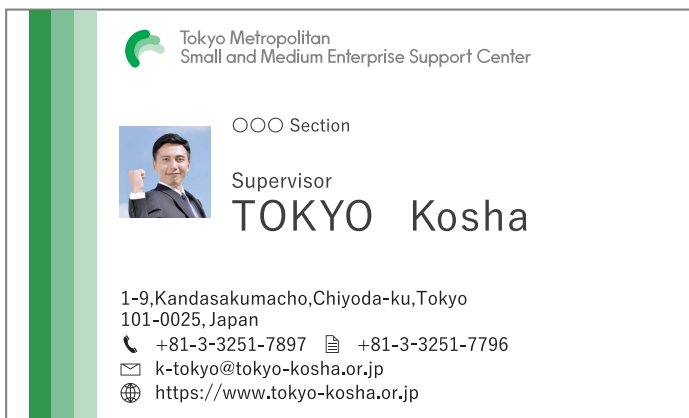 Tokyo Metropolitan
Small and Medium Enterprise Support Center
○○○ Section
Supervisor
TOKYO Kosha
1-9,Kandasakumacho,Chiyoda-ku,Tokyo
101-0025,Japan
+81-3-3251-7897 +81-3-3251-7796
k-tokyo@tokyo-kosha.or.jp
https://www.tokyo-kosha.or.jp